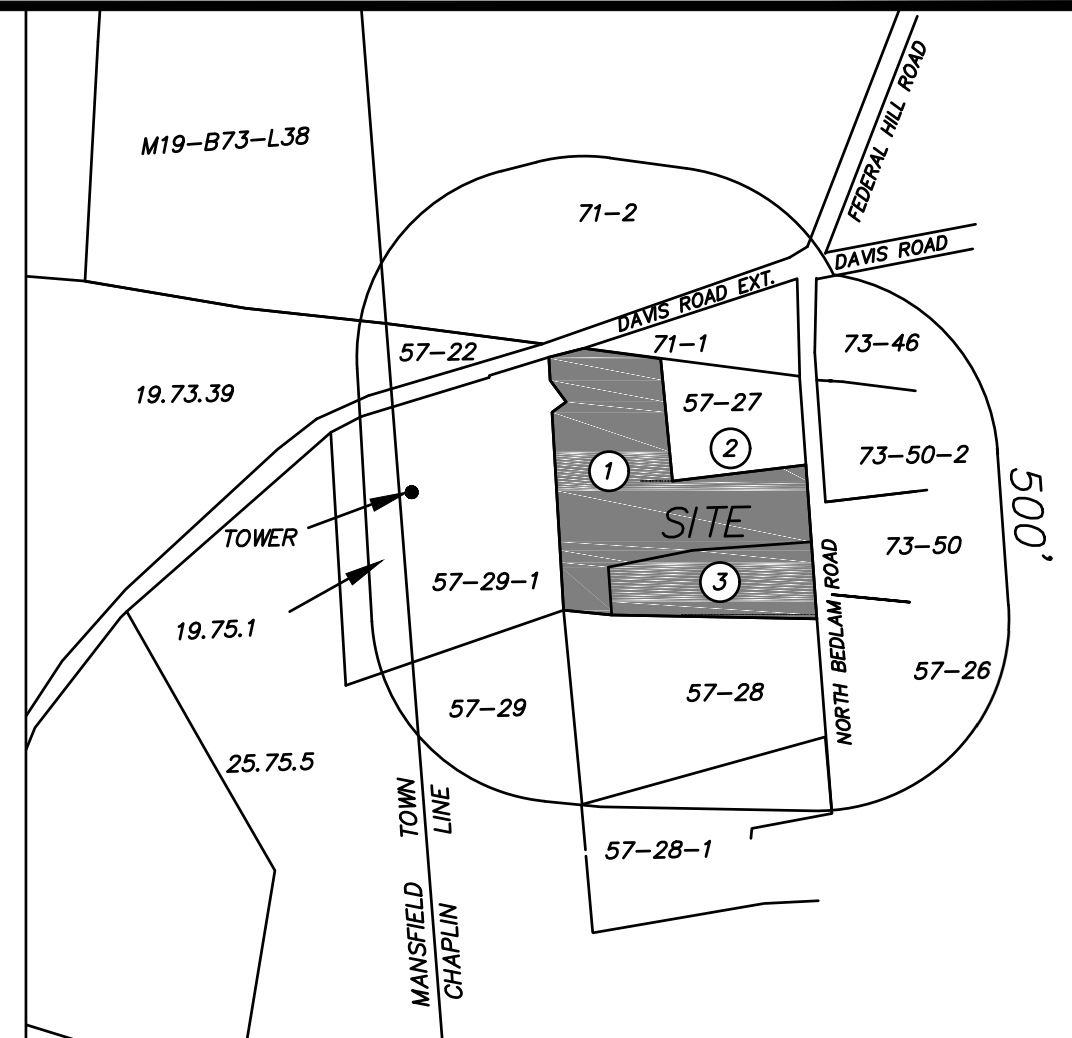 FEDERAL HILL ROAD
M19-B73-L38
71-2
DAVIS ROAD
DAVIS ROAD EXT.
57-22
71-1
73-46
19.73.39
57-27
2
73-50-2
1
500'
TOWER
SITE
73-50
57-29-1
3
19.75.1
NORTH BEDLAM ROAD
57-26
57-29
57-28
25.75.5
TOWN
LINE
57-28-1
MANSFIELD
CHAPLIN